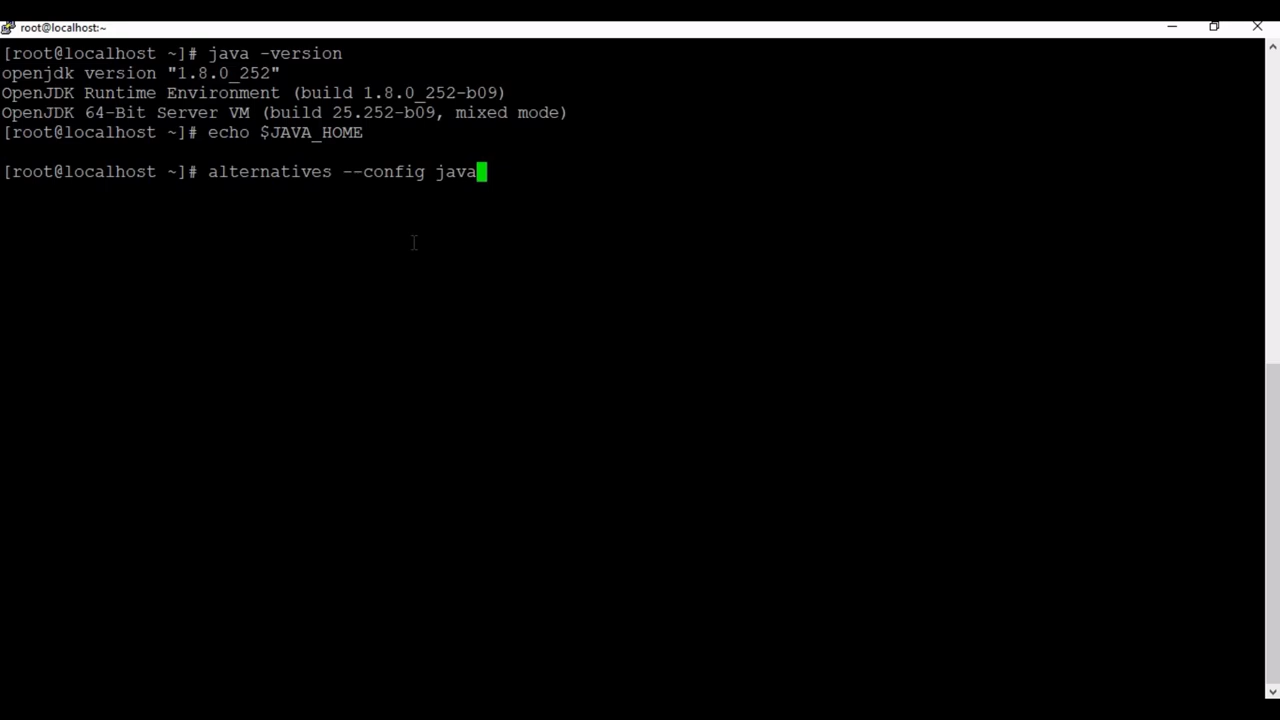 root@localhost:~
[root@localhost ~]# java -version
openjdk version "1.8.0_252"
OpenJDK Runtime Environment (build 1.8.0_252-b09)
OpenJDK 64-Bit Server VM (build 25.252-b09, mixed mode)
[root@localhost ~]# echo $JAVA_HOME
[root@localhost ~]# alternatives --config java